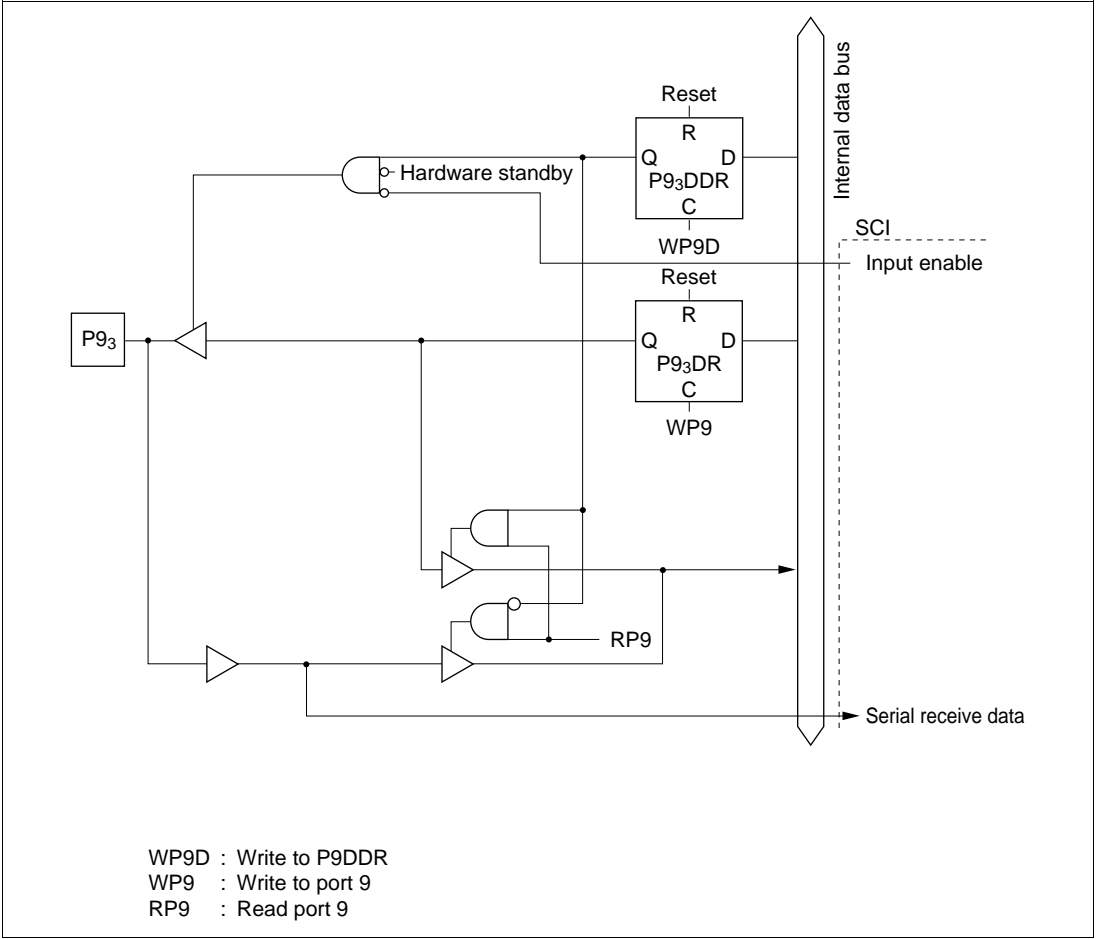 Reset
R
Q D
P93DDR
C
WP9D
Hardware standby
Internal data bus
SCI
Input enable
Reset
R
Q D
P93DR
C
WP9
P93
RP9
Serial receive data
WP9D : Write to P9DDR
WP9 : Write to port 9
RP9 : Read port 9